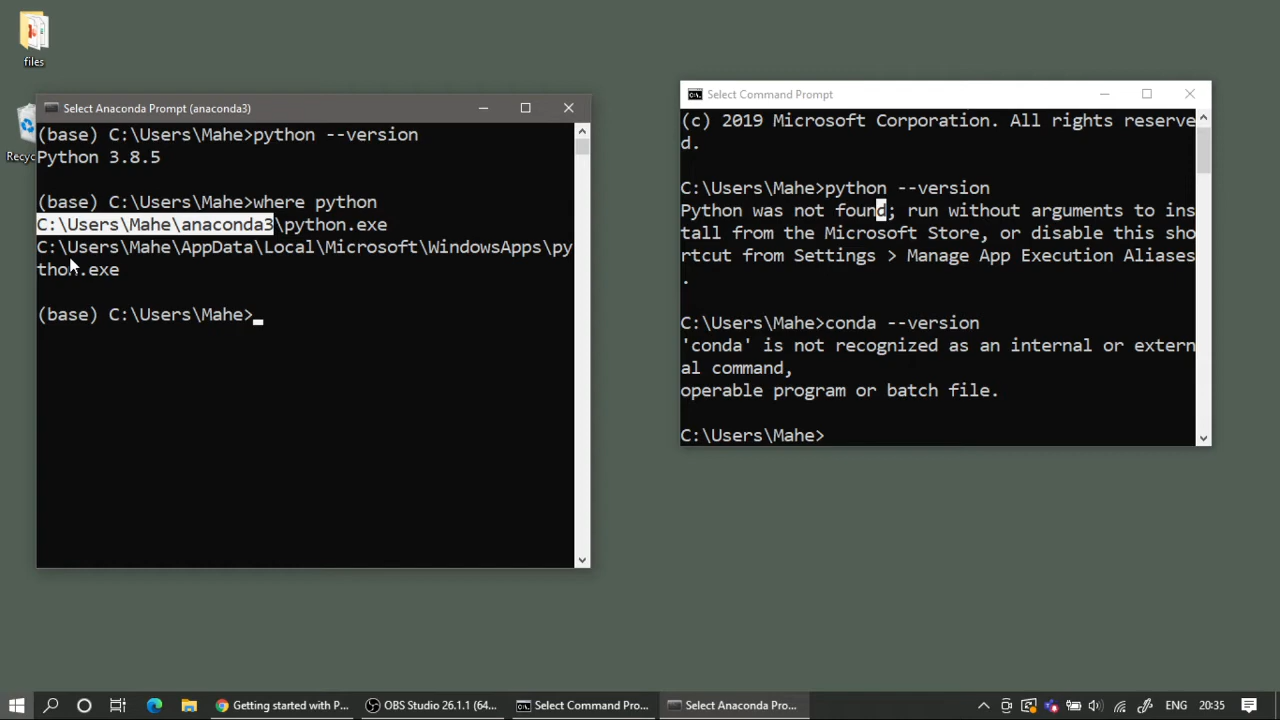 files
Recyc
Select Anaconda Prompt (anaconda3)
(base) C:\Users\Mahe>python --version
Python 3.8.5
(base) C:\Users\Mahe>where python
C:\Users\Mahe\anaconda3\python.exe
C:\Users\Mahe\AppData\Local\Microsoft\WindowsApps\py
thon.exe
(base) C:\Users\Mahe>
Select Command Prompt
(c) 2019 Microsoft Corporation. All rights reserve
d.
C:\Users\Mahe>python --version
Python was not found; run without arguments to ins
tall from the Microsoft Store, or disable this sho
rtcut from Settings > Manage App Execution Aliases
.
C:\Users\Mahe>conda --version
'conda' is not recognized as an internal or extern
al command,
operable program or batch file.
C:\Users\Mahe>
Getting started with P...
OBS Studio 26.1.1 (64...
Select Command Pro...
Select Anaconda Pro...
ENG
20:35